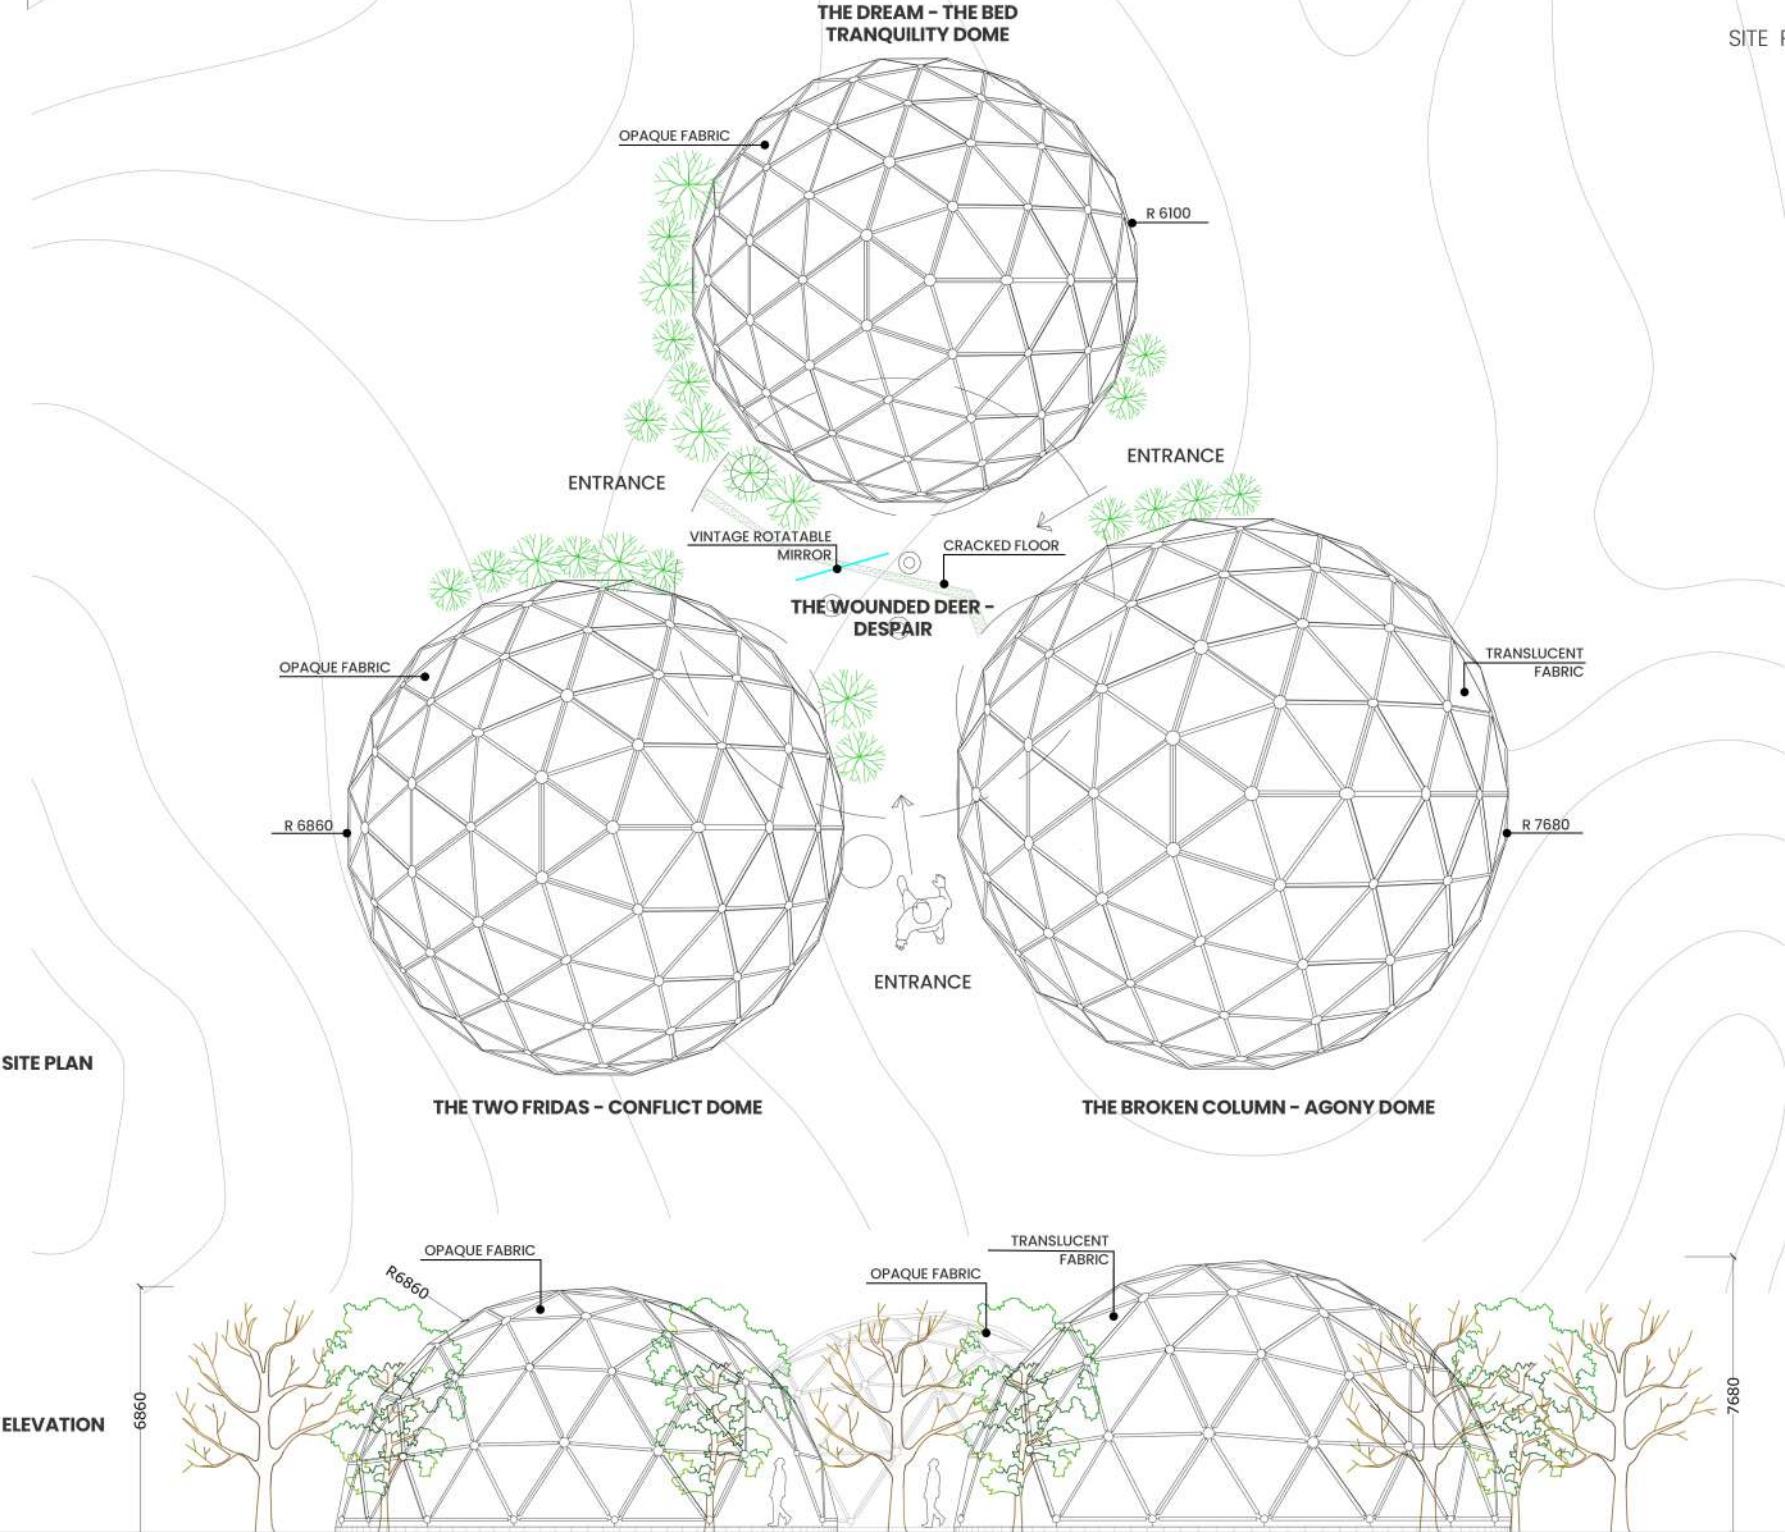 THE DREAM – THE BED
TRANQUILITY DOME
SITE
OPAQUE FABRIC
R 6100
ENTRANCE
ENTRANCE
VINTAGE ROTATABLE
MIRROR
CRACKED FLOOR
THE WOUNDED DEER –
DESPAIR
OPAQUE FABRIC
TRANSLUCENT
FABRIC
R 6860
R 7680
ENTRANCE
SITE PLAN
THE TWO FRIDAS – CONFLICT DOME
THE BROKEN COLUMN – AGONY DOME
OPAQUE FABRIC
TRANSLUCENT
FABRIC
OPAQUE FABRIC
R6860
6860
7680
ELEVATION